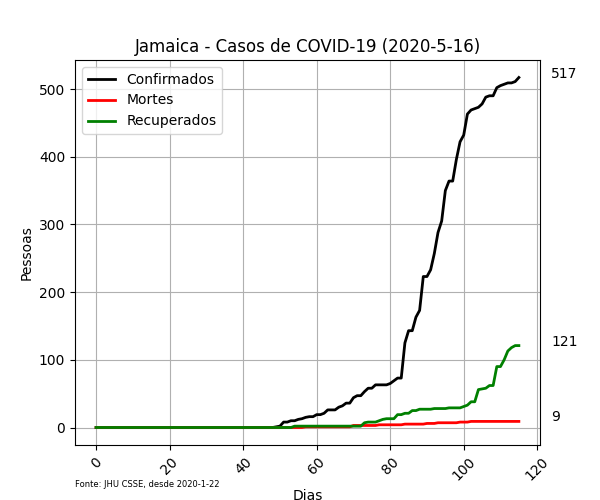 Jamaica - Casos de COVID-19 (2020-5-16)
Confirmados
Mortes
Recuperados
517
121
9
Pessoas
500
400
300
200
100
0
0
20
40
60
80
100
120
Fonte: JHU CSSE, desde 2020-1-22
Dias